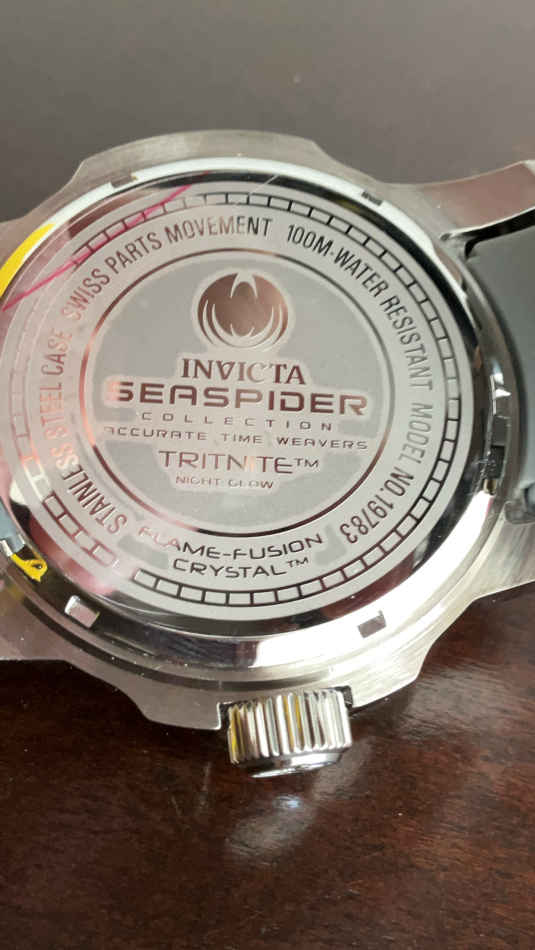 STAINLESS STEEL CASE SWISS PARTS MOVEMENT 100M-WATER RESISTANT MODEL NO.19783
INVICTA
SEASPIDER
COLLECTION
ACCURATE TIME WEAVERS
TRITNITE™
NIGHT GLOW
FLAME-FUSION
CRYSTAL™